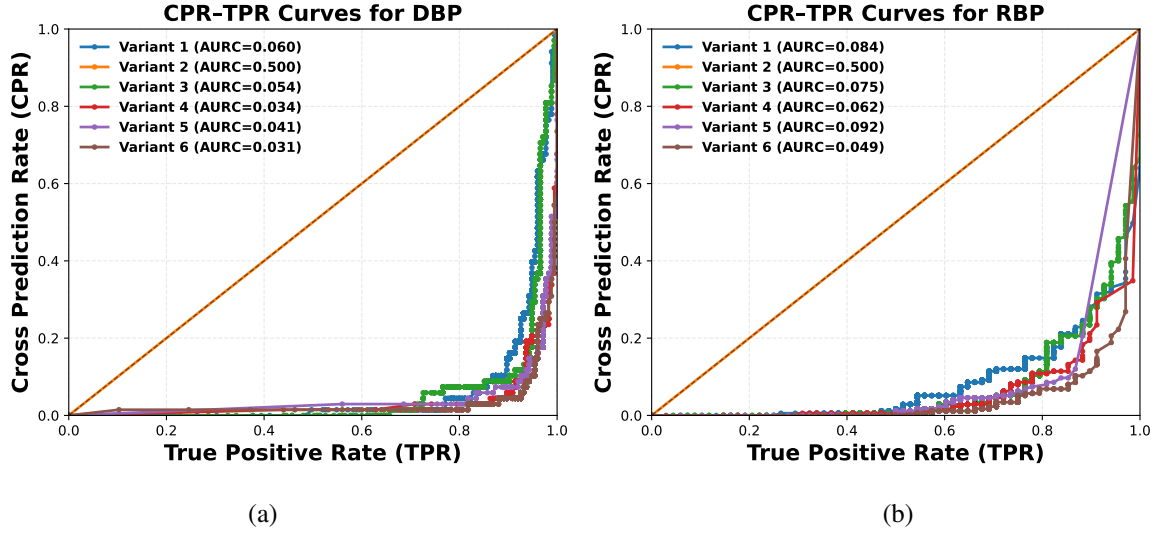 CPR–TPR Curves for DBP
Variant 1 (AURC=0.060)
Variant 2 (AURC=0.500)
Variant 3 (AURC=0.054)
Variant 4 (AURC=0.034)
Variant 5 (AURC=0.041)
Variant 6 (AURC=0.031)
Cross Prediction Rate (CPR)
1.0
0.8
0.6
0.4
0.2
0.0
0.0 0.2 0.4 0.6 0.8 1.0
True Positive Rate (TPR)
(a)
CPR–TPR Curves for RBP
Variant 1 (AURC=0.084)
Variant 2 (AURC=0.500)
Variant 3 (AURC=0.075)
Variant 4 (AURC=0.062)
Variant 5 (AURC=0.092)
Variant 6 (AURC=0.049)
Cross Prediction Rate (CPR)
1.0
0.8
0.6
0.4
0.2
0.0
0.0 0.2 0.4 0.6 0.8 1.0
True Positive Rate (TPR)
(b)